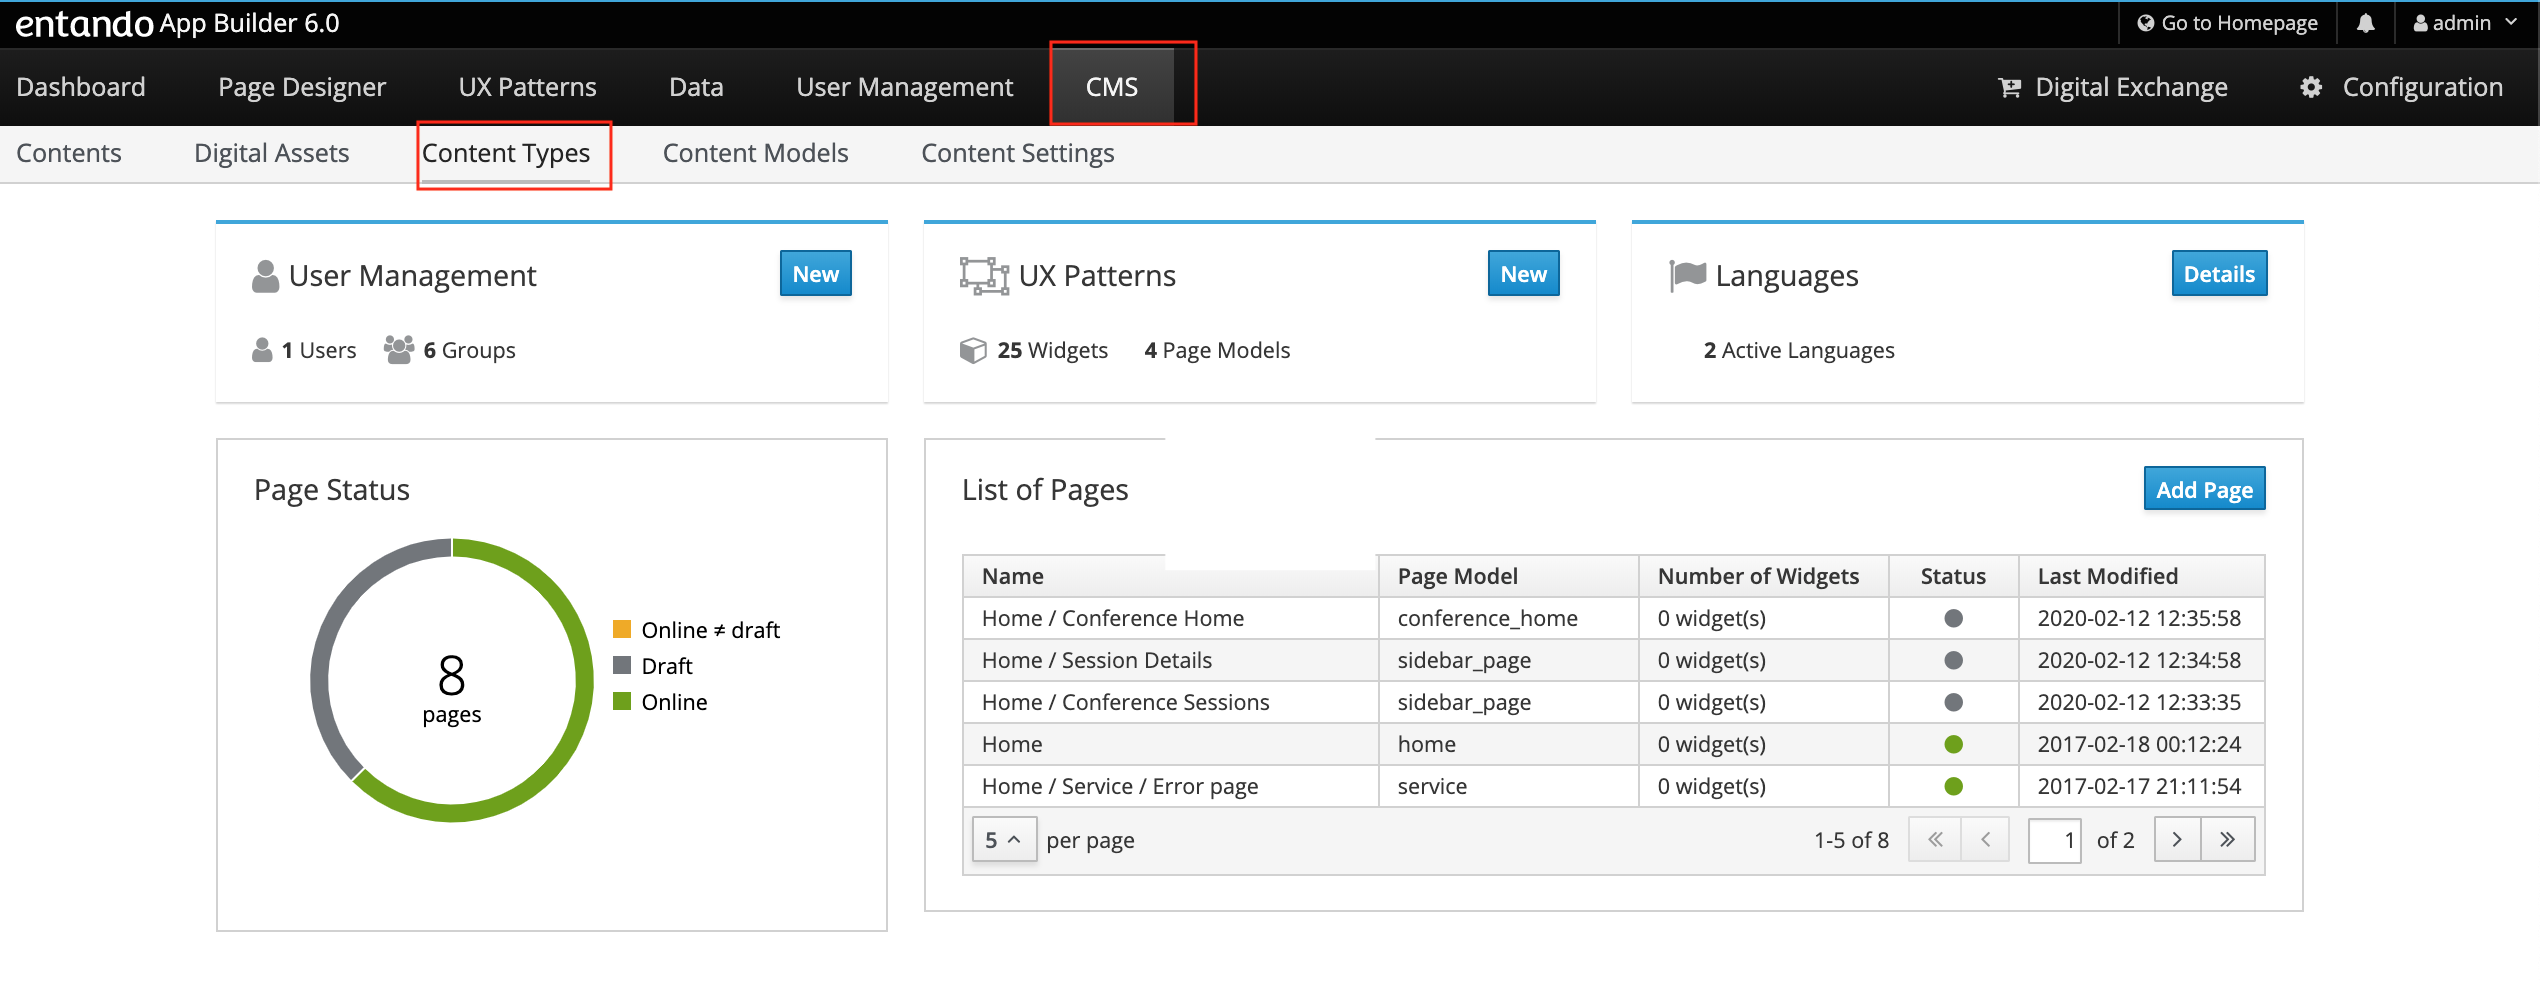 entando App Builder 6.0 Go to Homepage admin
Dashboard Page Designer UX Patterns Data User Management CMS Digital Exchange Configuration
Contents Digital Assets Content Types Content Models Content Settings
User Management New
1 Users 6 Groups
UX Patterns New
25 Widgets 4 Page Models
Languages Details
2 Active Languages
Page Status
8
pages
Online ≠ draft
Draft
Online
List of Pages Add Page
Name Page Model Number of Widgets Status Last Modified
Home / Conference Home conference_home 0 widget(s) 2020-02-12 12:35:58
Home / Session Details sidebar_page 0 widget(s) 2020-02-12 12:34:58
Home / Conference Sessions sidebar_page 0 widget(s) 2020-02-12 12:33:35
Home home 0 widget(s) 2017-02-18 00:12:24
Home / Service / Error page service 0 widget(s) 2017-02-17 21:11:54
5 per page 1-5 of 8 « ‹ 1 of 2 › »